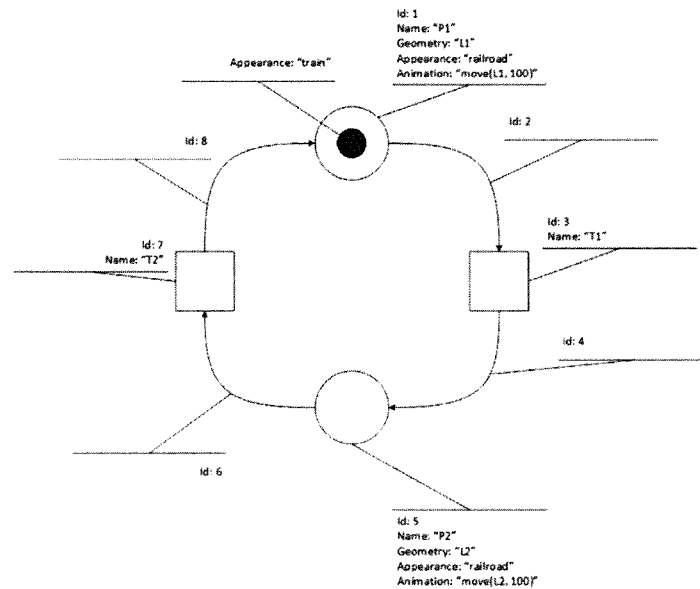 Id: 1
Name: "P1"
Geometry: "L1"
Appearance: "railroad"
Animation: "move(L1, 100)"
Appearance: "train"
Id: 2
Id: 8
Id: 3
Name: "T1"
Id: 7
Name: "T2"
Id: 4
Id: 6
Id: 5
Name: "P2"
Geometry: "L2"
Appearance: "railroad"
Animation: "move(L2, 100)"